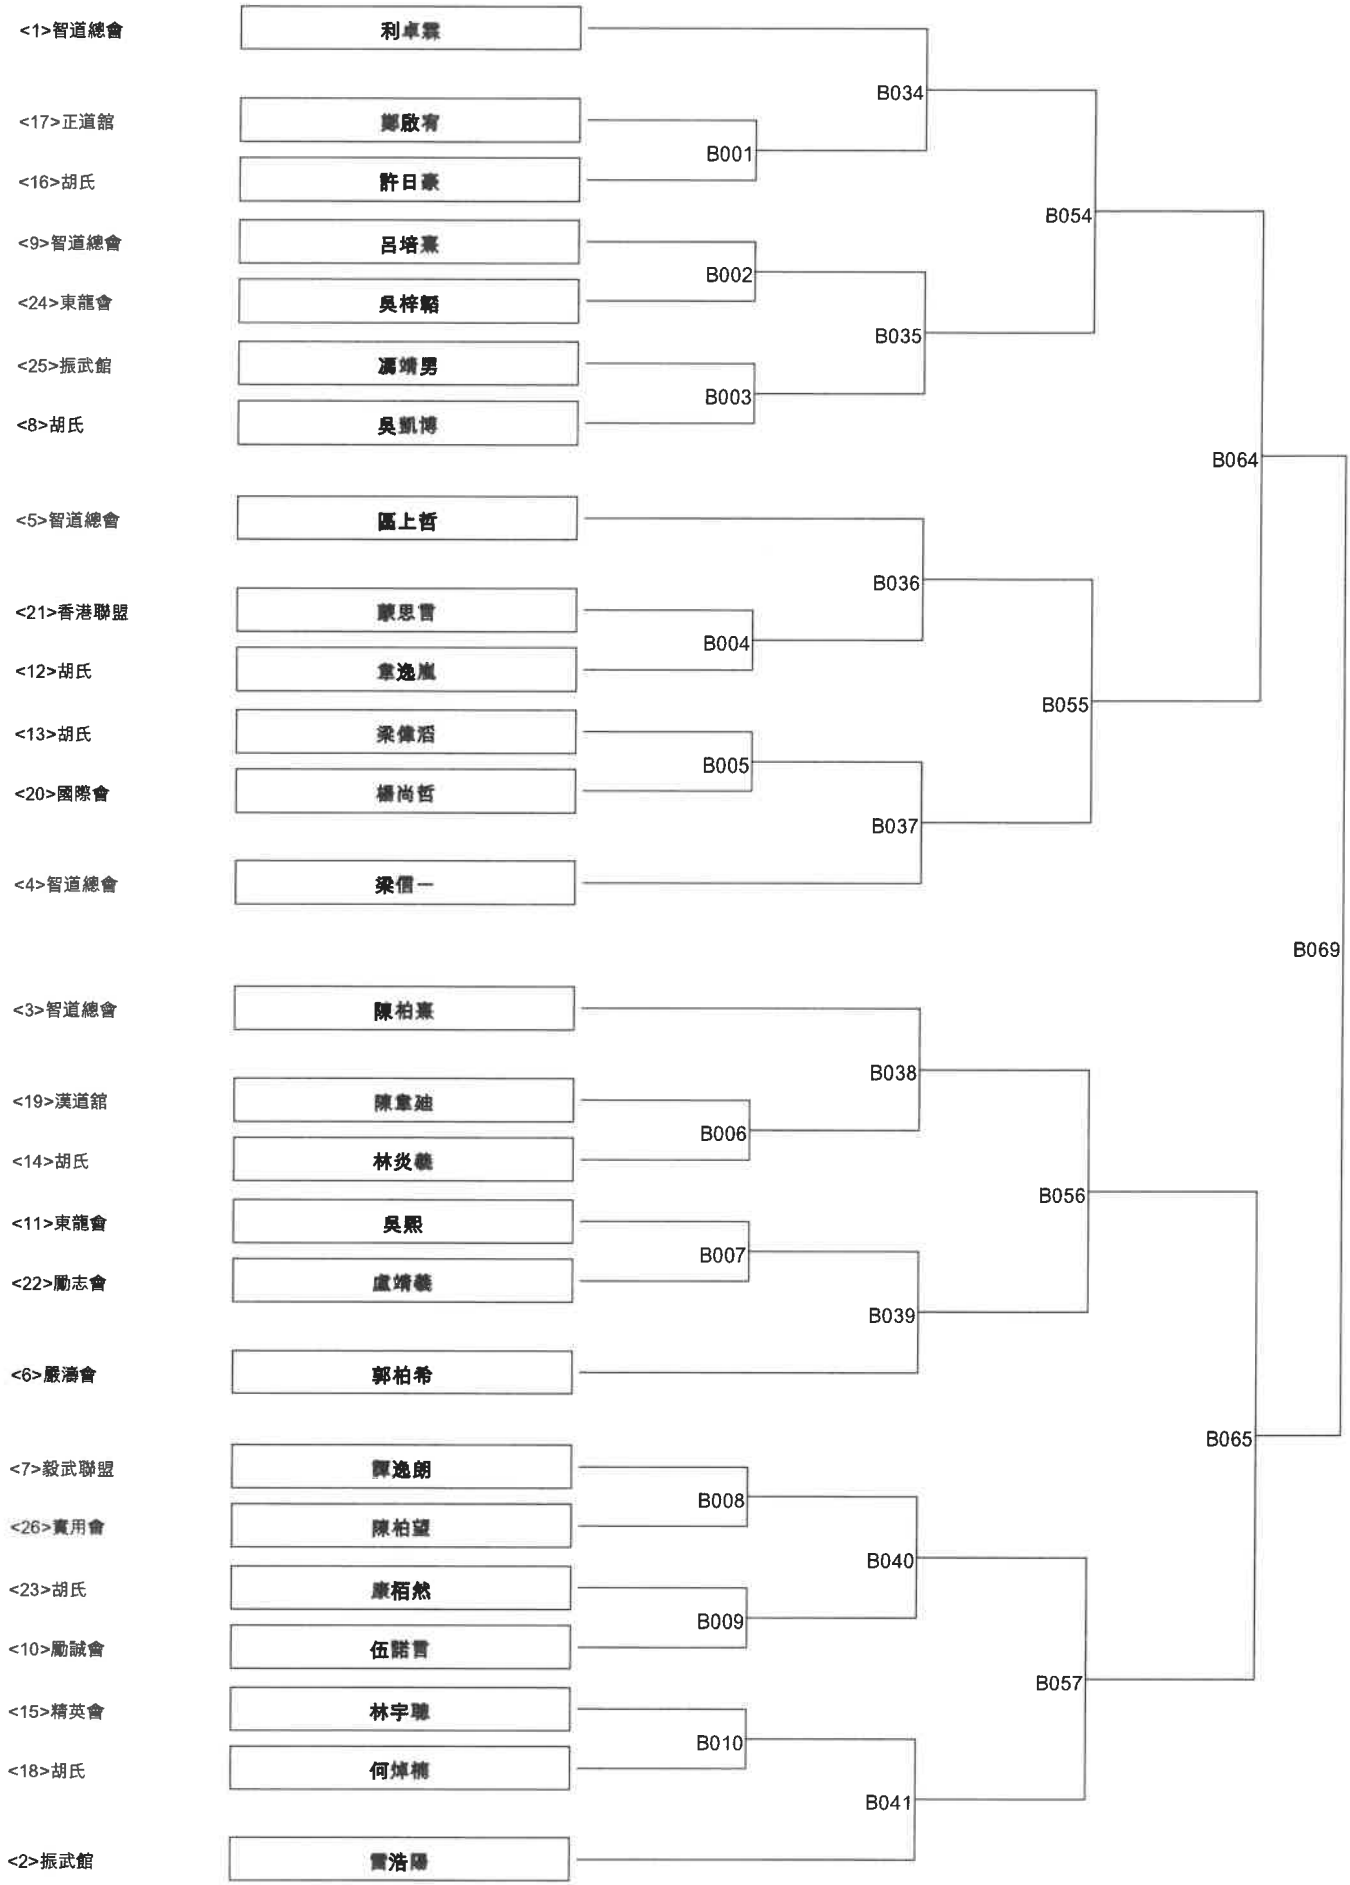 <1>智道總會 利卓霖
B034
<17>正道舘 鄭啟宥
B001
<16>胡氏 許日豪
B054
<9>智道總會 呂培熹
B002
<24>東龍會 吳梓韜
B035
<25>振武館 馮靖男
B003
<8>胡氏 吳凱博
B064
<5>智道總會 區上哲
B036
<21>香港聯盟 蒙思言
B004
<12>胡氏 韋逸嵐
B055
<13>胡氏 梁偉滔
B005
<20>國際會 楊尚哲
B037
<4>智道總會 梁信一
B069
<3>智道總會 陳柏熹
B038
<19>漢道舘 陳韋廸
B006
<14>胡氏 林炎羲
B056
<11>東龍會 吳熙
B007
<22>勵志會 盧靖羲
B039
<6>嚴濤會 郭柏希
B065
<7>毅武聯盟 譚逸朗
B008
<26>實用會 陳柏望
B040
<23>胡氏 康栢然
B009
<10>勵誠會 伍諾言
B057
<15>精英會 林宇聰
B010
<18>胡氏 何焯楠
B041
<2>振武館 雷浩陽